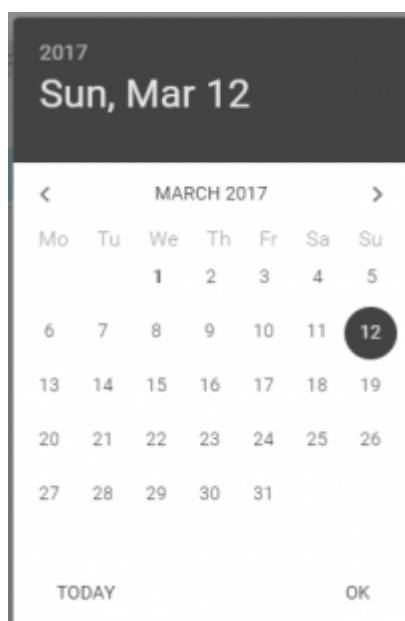 2017
Sun, Mar 12
MARCH 2017
Mo Tu We Th Fr Sa Su
1 2 3 4 5
6 7 8 9 10 11 12
13 14 15 16 17 18 19
20 21 22 23 24 25 26
27 28 29 30 31
TODAY OK